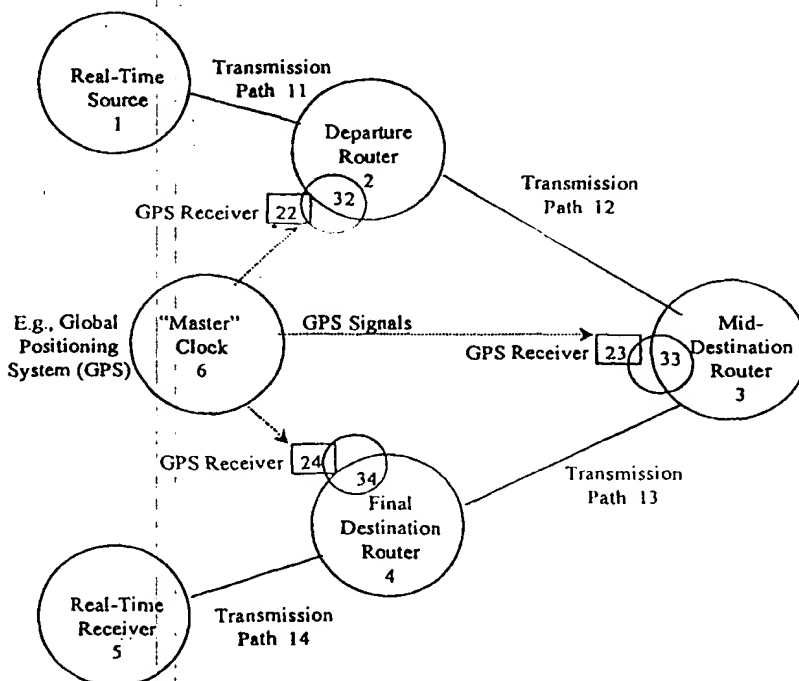 Real-Time
Source
1
Transmission
Path 11
Departure
Router
2
32
GPS Receiver
22
Transmission
Path 12
E.g., Global
Positioning
System (GPS)
"Master"
Clock
6
GPS Signals
GPS Receiver
23
33
Mid-
Destination
Router
3
GPS Receiver
24
34
Final
Destination
Router
4
Transmission
Path 13
Real-Time
Receiver
5
Transmission
Path 14